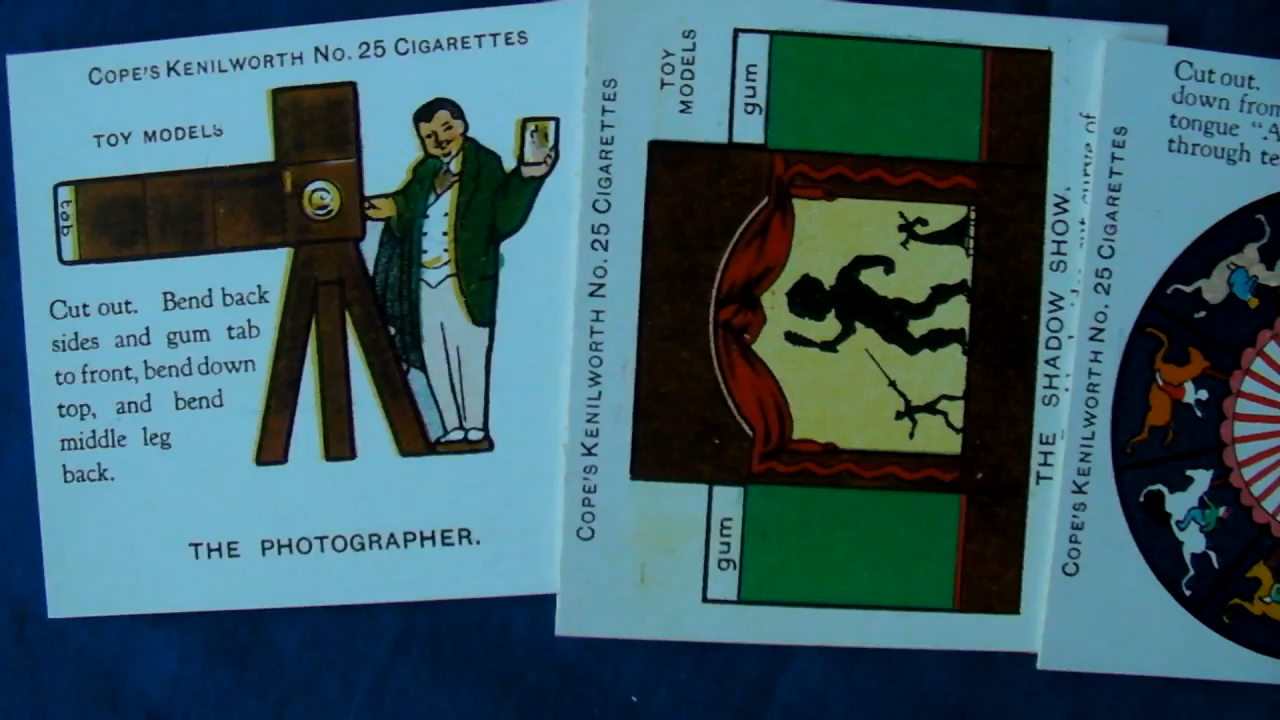 COPE'S KENILWORTH No. 25 CIGARETTES
TOY MODELS
tab
Cut out. Bend back
sides and gum tab
to front, bend down
top, and bend
middle leg
back.
THE PHOTOGRAPHER.
COPE'S KENILWORTH No. 25 CIGARETTES
TOY
MODELS
gum
gum
THE SHADOW SHOW.
of
COPE'S KENILWORTH No. 25 CIGARETTES
Cut out.
down from
tongue "A
through te